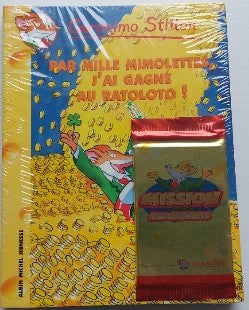 Geronimo Stilton
PAR MILLE MIMOLETTES,
J'AI GAGNÉ
AU RATOLOTO !
MISSION!
ALBIN MICHEL JEUNESSE